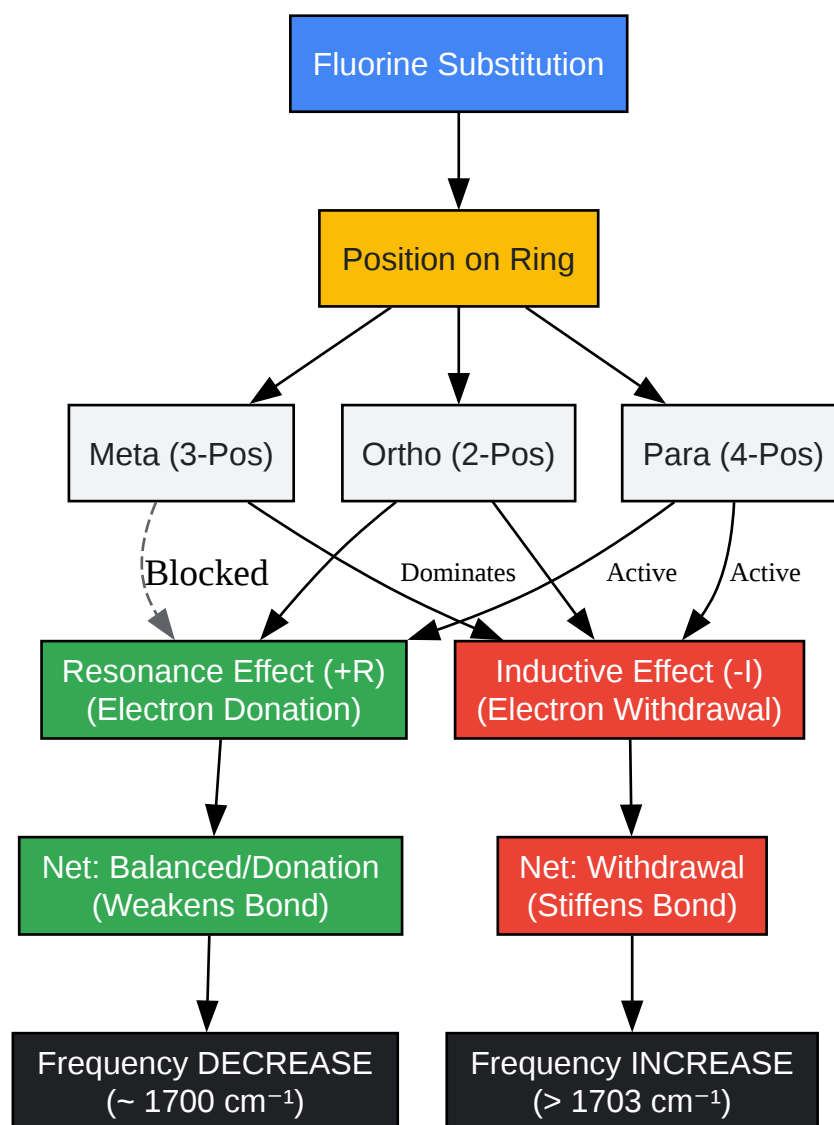 Fluorine Substitution
Position on Ring
Meta (3-Pos)
Ortho (2-Pos)
Para (4-Pos)
Blocked
Dominates
Active
Active
Resonance Effect (+R)
(Electron Donation)
Inductive Effect (-I)
(Electron Withdrawal)
Net: Balanced/Donation
(Weakens Bond)
Net: Withdrawal
(Stiffens Bond)
Frequency DECREASE
(~ 1700 cm⁻¹)
Frequency INCREASE
(> 1703 cm⁻¹)